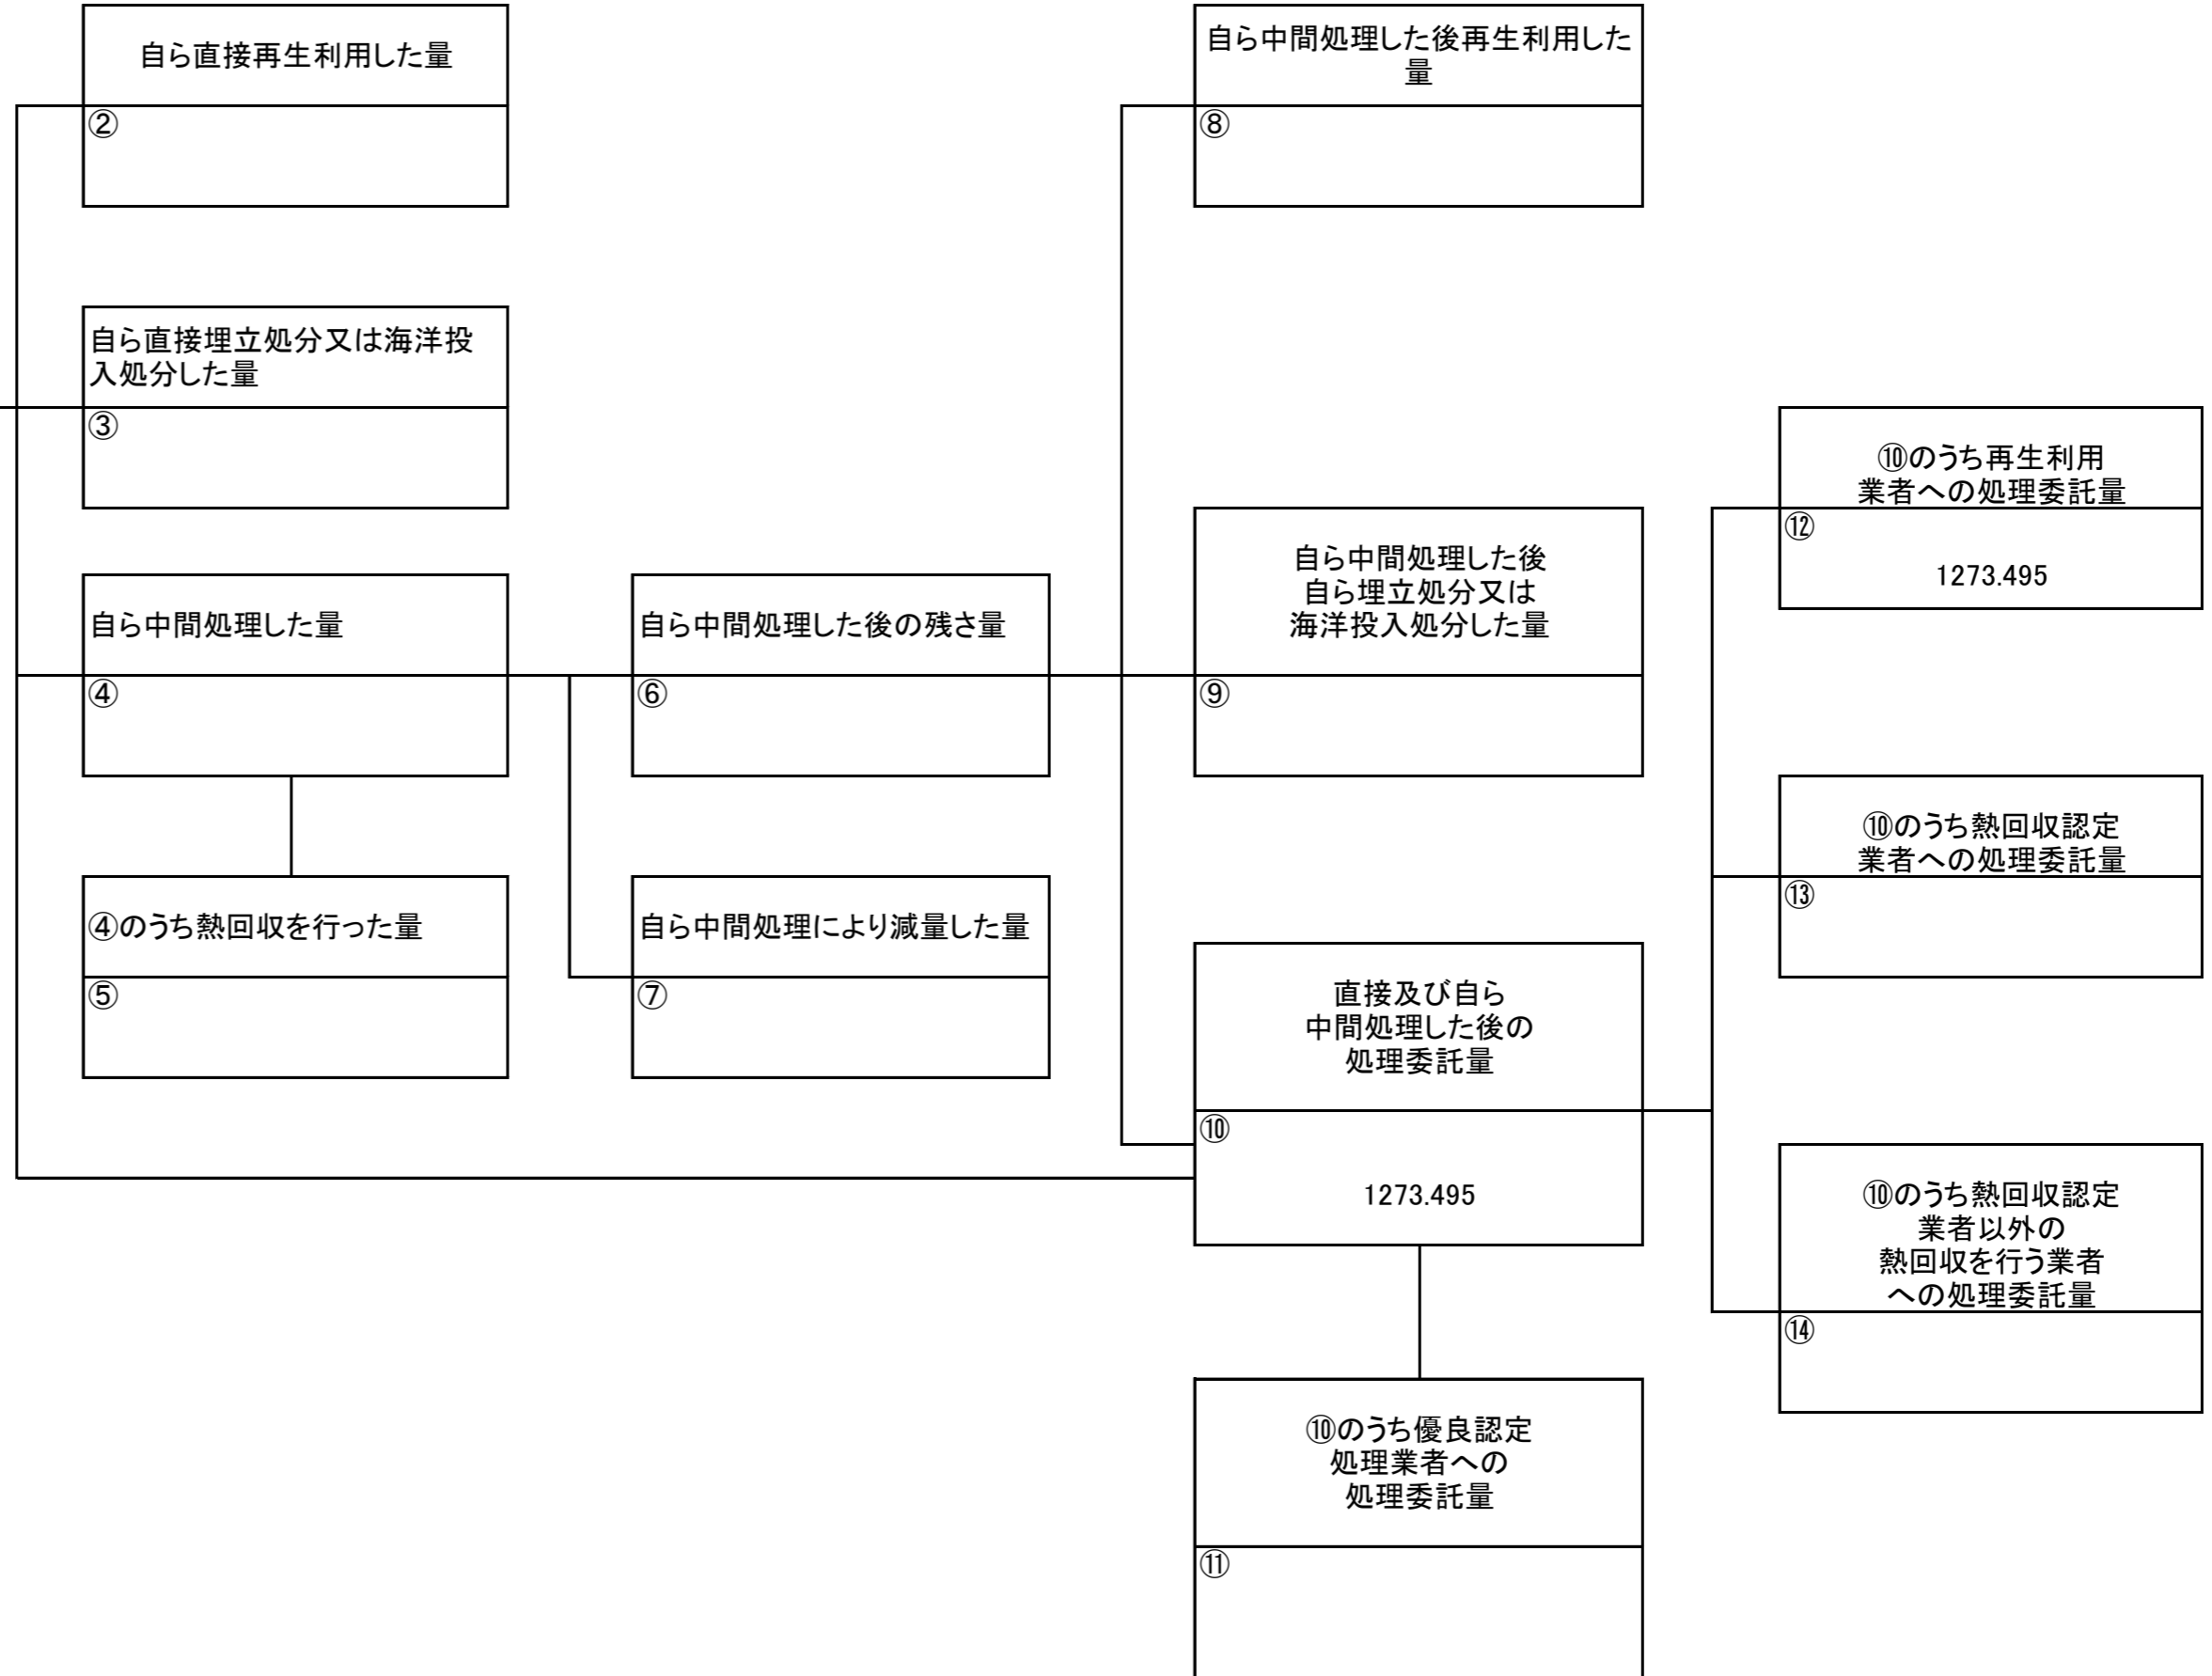 自ら直接再生利用した量
②
自ら直接埋立処分又は海洋投
入処分した量
③
自ら中間処理した量
④
④のうち熱回収を行った量
⑤
自ら中間処理した後の残さ量
⑥
自ら中間処理により減量した量
⑦
自ら中間処理した後再生利用した
量
⑧
自ら中間処理した後
自ら埋立処分又は
海洋投入処分した量
⑨
直接及び自ら
中間処理した後の
処理委託量
⑩
1273.495
⑩のうち優良認定
処理業者への
処理委託量
⑪
⑩のうち再生利用
業者への処理委託量
⑫
1273.495
⑩のうち熱回収認定
業者への処理委託量
⑬
⑩のうち熱回収認定
業者以外の
熱回収を行う業者
への処理委託量
⑭